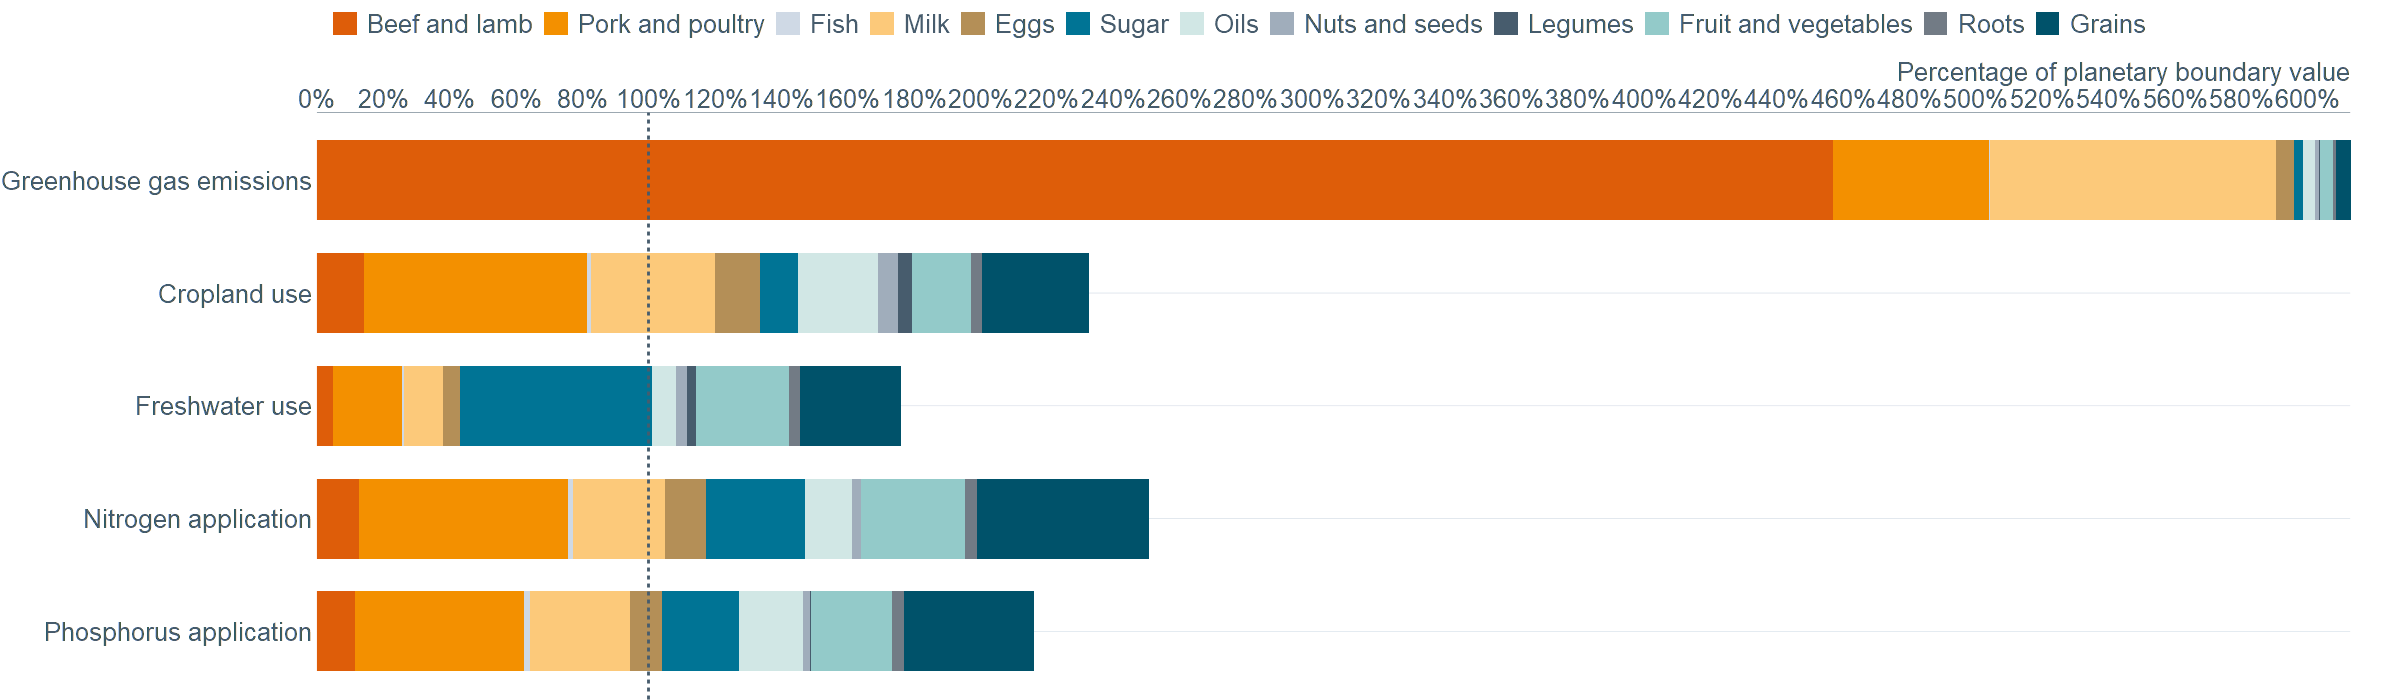 Beef and lamb Pork and poultry Fish Milk Eggs Sugar Oils Nuts and seeds Legumes Fruit and vegetables Roots Grains
Percentage of planetary boundary value
0% 20% 40% 60% 80% 100% 120% 140% 160% 180% 200% 220% 240% 260% 280% 300% 320% 340% 360% 380% 400% 420% 440% 460% 480% 500% 520% 540% 560% 580% 600%
Greenhouse gas emissions
Cropland use
Freshwater use
Nitrogen application
Phosphorus application